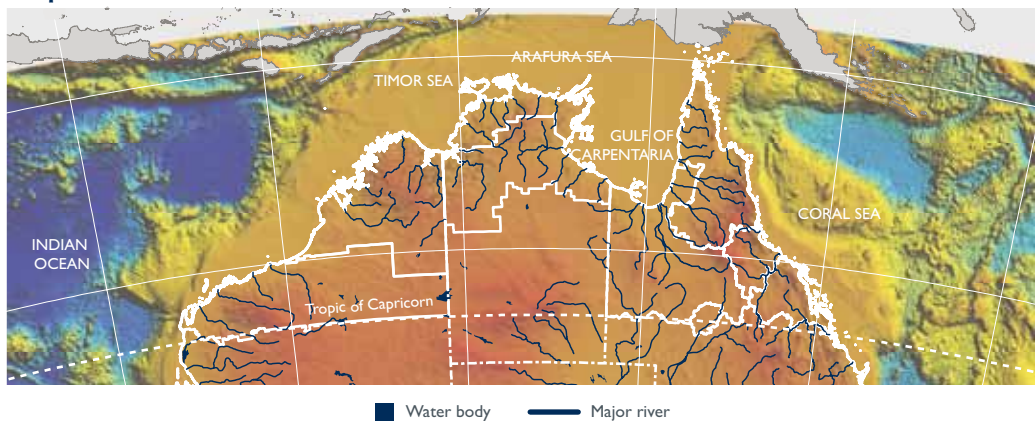 ARAFURA SEA
TIMOR SEA
GULF OF
CARPENTARIA
CORAL SEA
INDIAN
OCEAN
Tropic of Capricorn
Water body
Major river